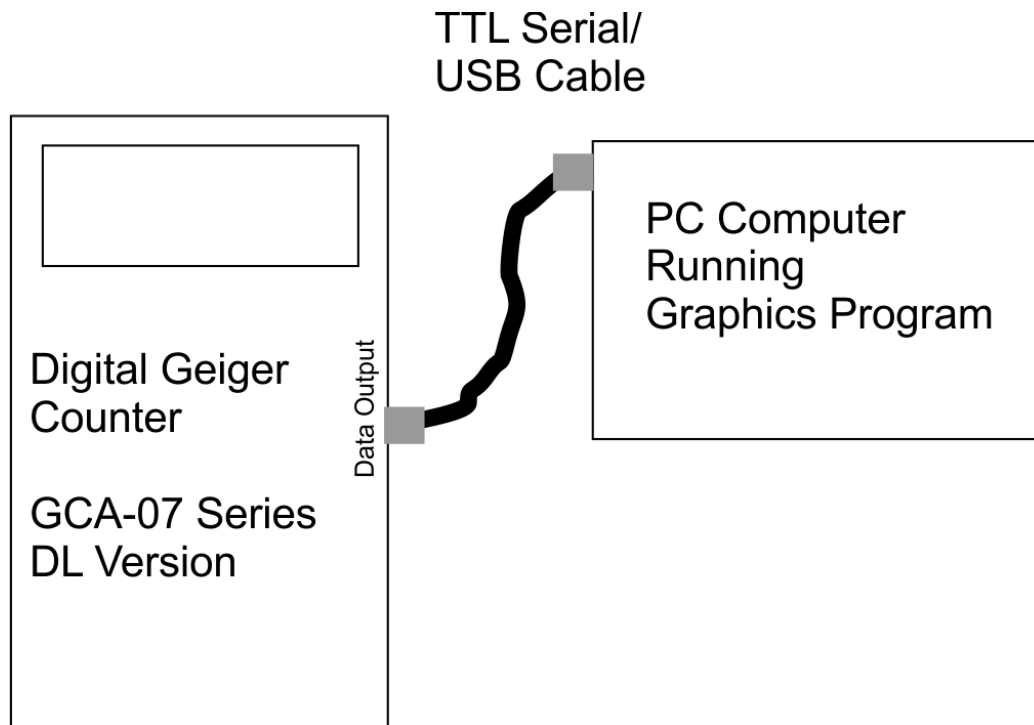 TTL Serial/
USB Cable
PC Computer
Running
Graphics Program
Digital Geiger
Counter
Data Output
GCA-07 Series
DL Version